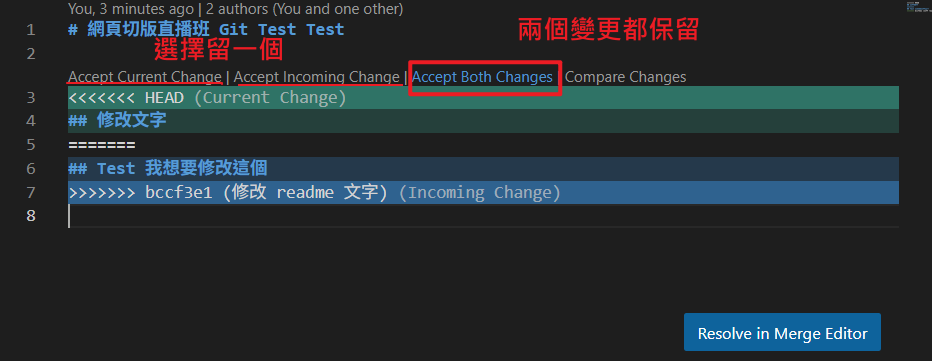 You, 3 minutes ago | 2 authors (You and one other)
1 # 網頁切版直播班 Git Test Test
兩個變更都保留
2
選擇留一個
Accept Current Change | Accept Incoming Change | Accept Both Changes Compare Changes
3 <<<<<<< HEAD (Current Change)
4 ## 修改文字
5 =======
6 ## Test 我想要修改這個
7 >>>>>>> bccf3e1 (修改 readme 文字) (Incoming Change)
8
Resolve in Merge Editor